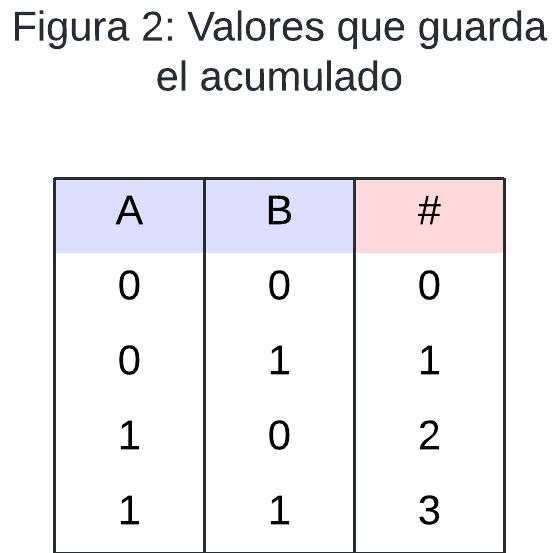 Figura 2: Valores que guarda
el acumulado
A B #
0 0 0
0 1 1
1 0 2
1 1 3